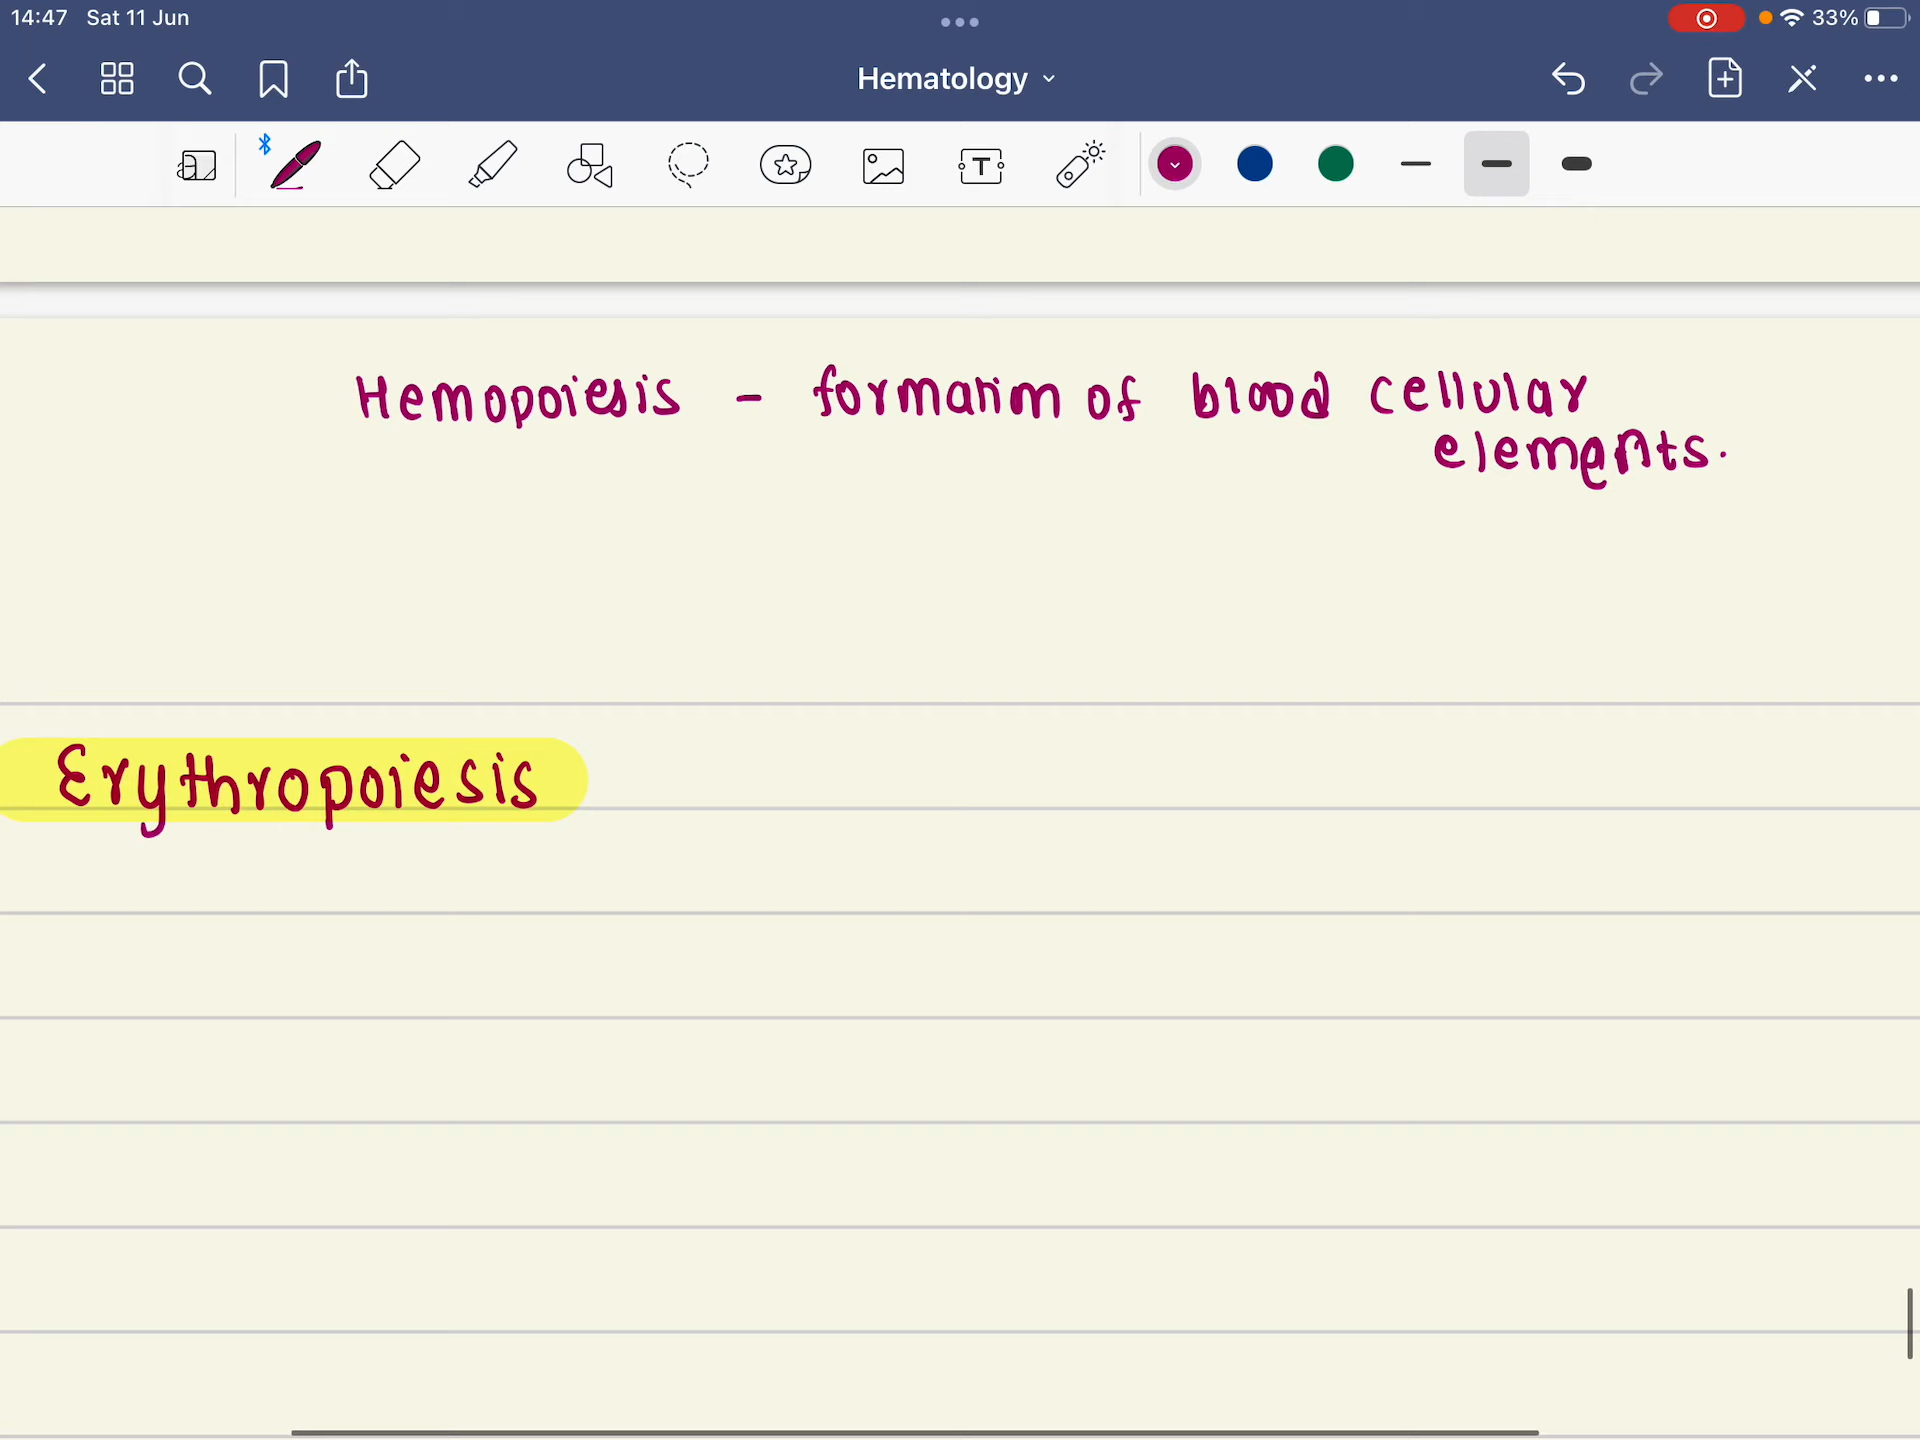 14:47 Sat 11 Jun
33%
Hematology
T
Hemopoiesis - formation of blood cellular
elements.
Erythropoiesis